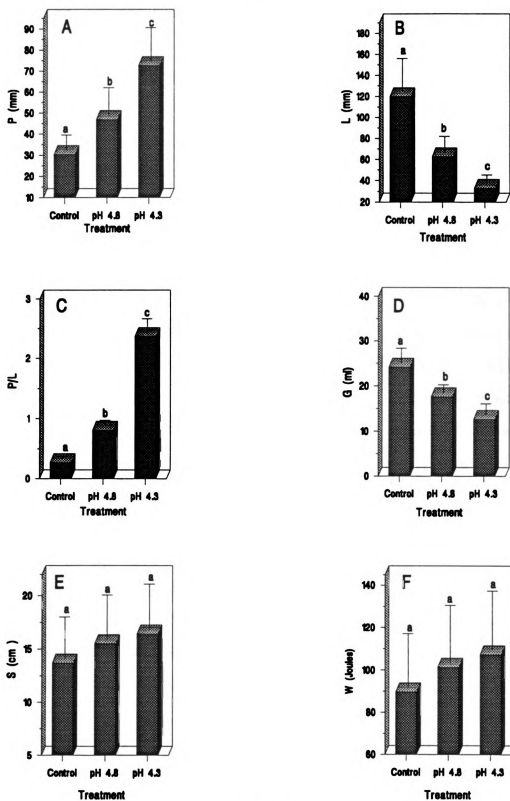 A
P (mm)
90
80
70
60
50
40
30
20
10
a
b
c
Control
pH 4.8
pH 4.3
Treatment
B
L (mm)
180
160
140
120
100
80
60
40
20
a
b
c
Control
pH 4.8
pH 4.3
Treatment
C
P/L
3
2
1
0
a
b
c
Control
pH 4.8
pH 4.3
Treatment
D
G (ml)
40
30
20
10
0
a
b
c
Control
pH 4.8
pH 4.3
Treatment
E
S (cm)
20
15
10
5
a
a
a
Control
pH 4.8
pH 4.3
Treatment
F
W (Joules)
140
120
100
80
60
a
a
a
Control
pH 4.8
pH 4.3
Treatment